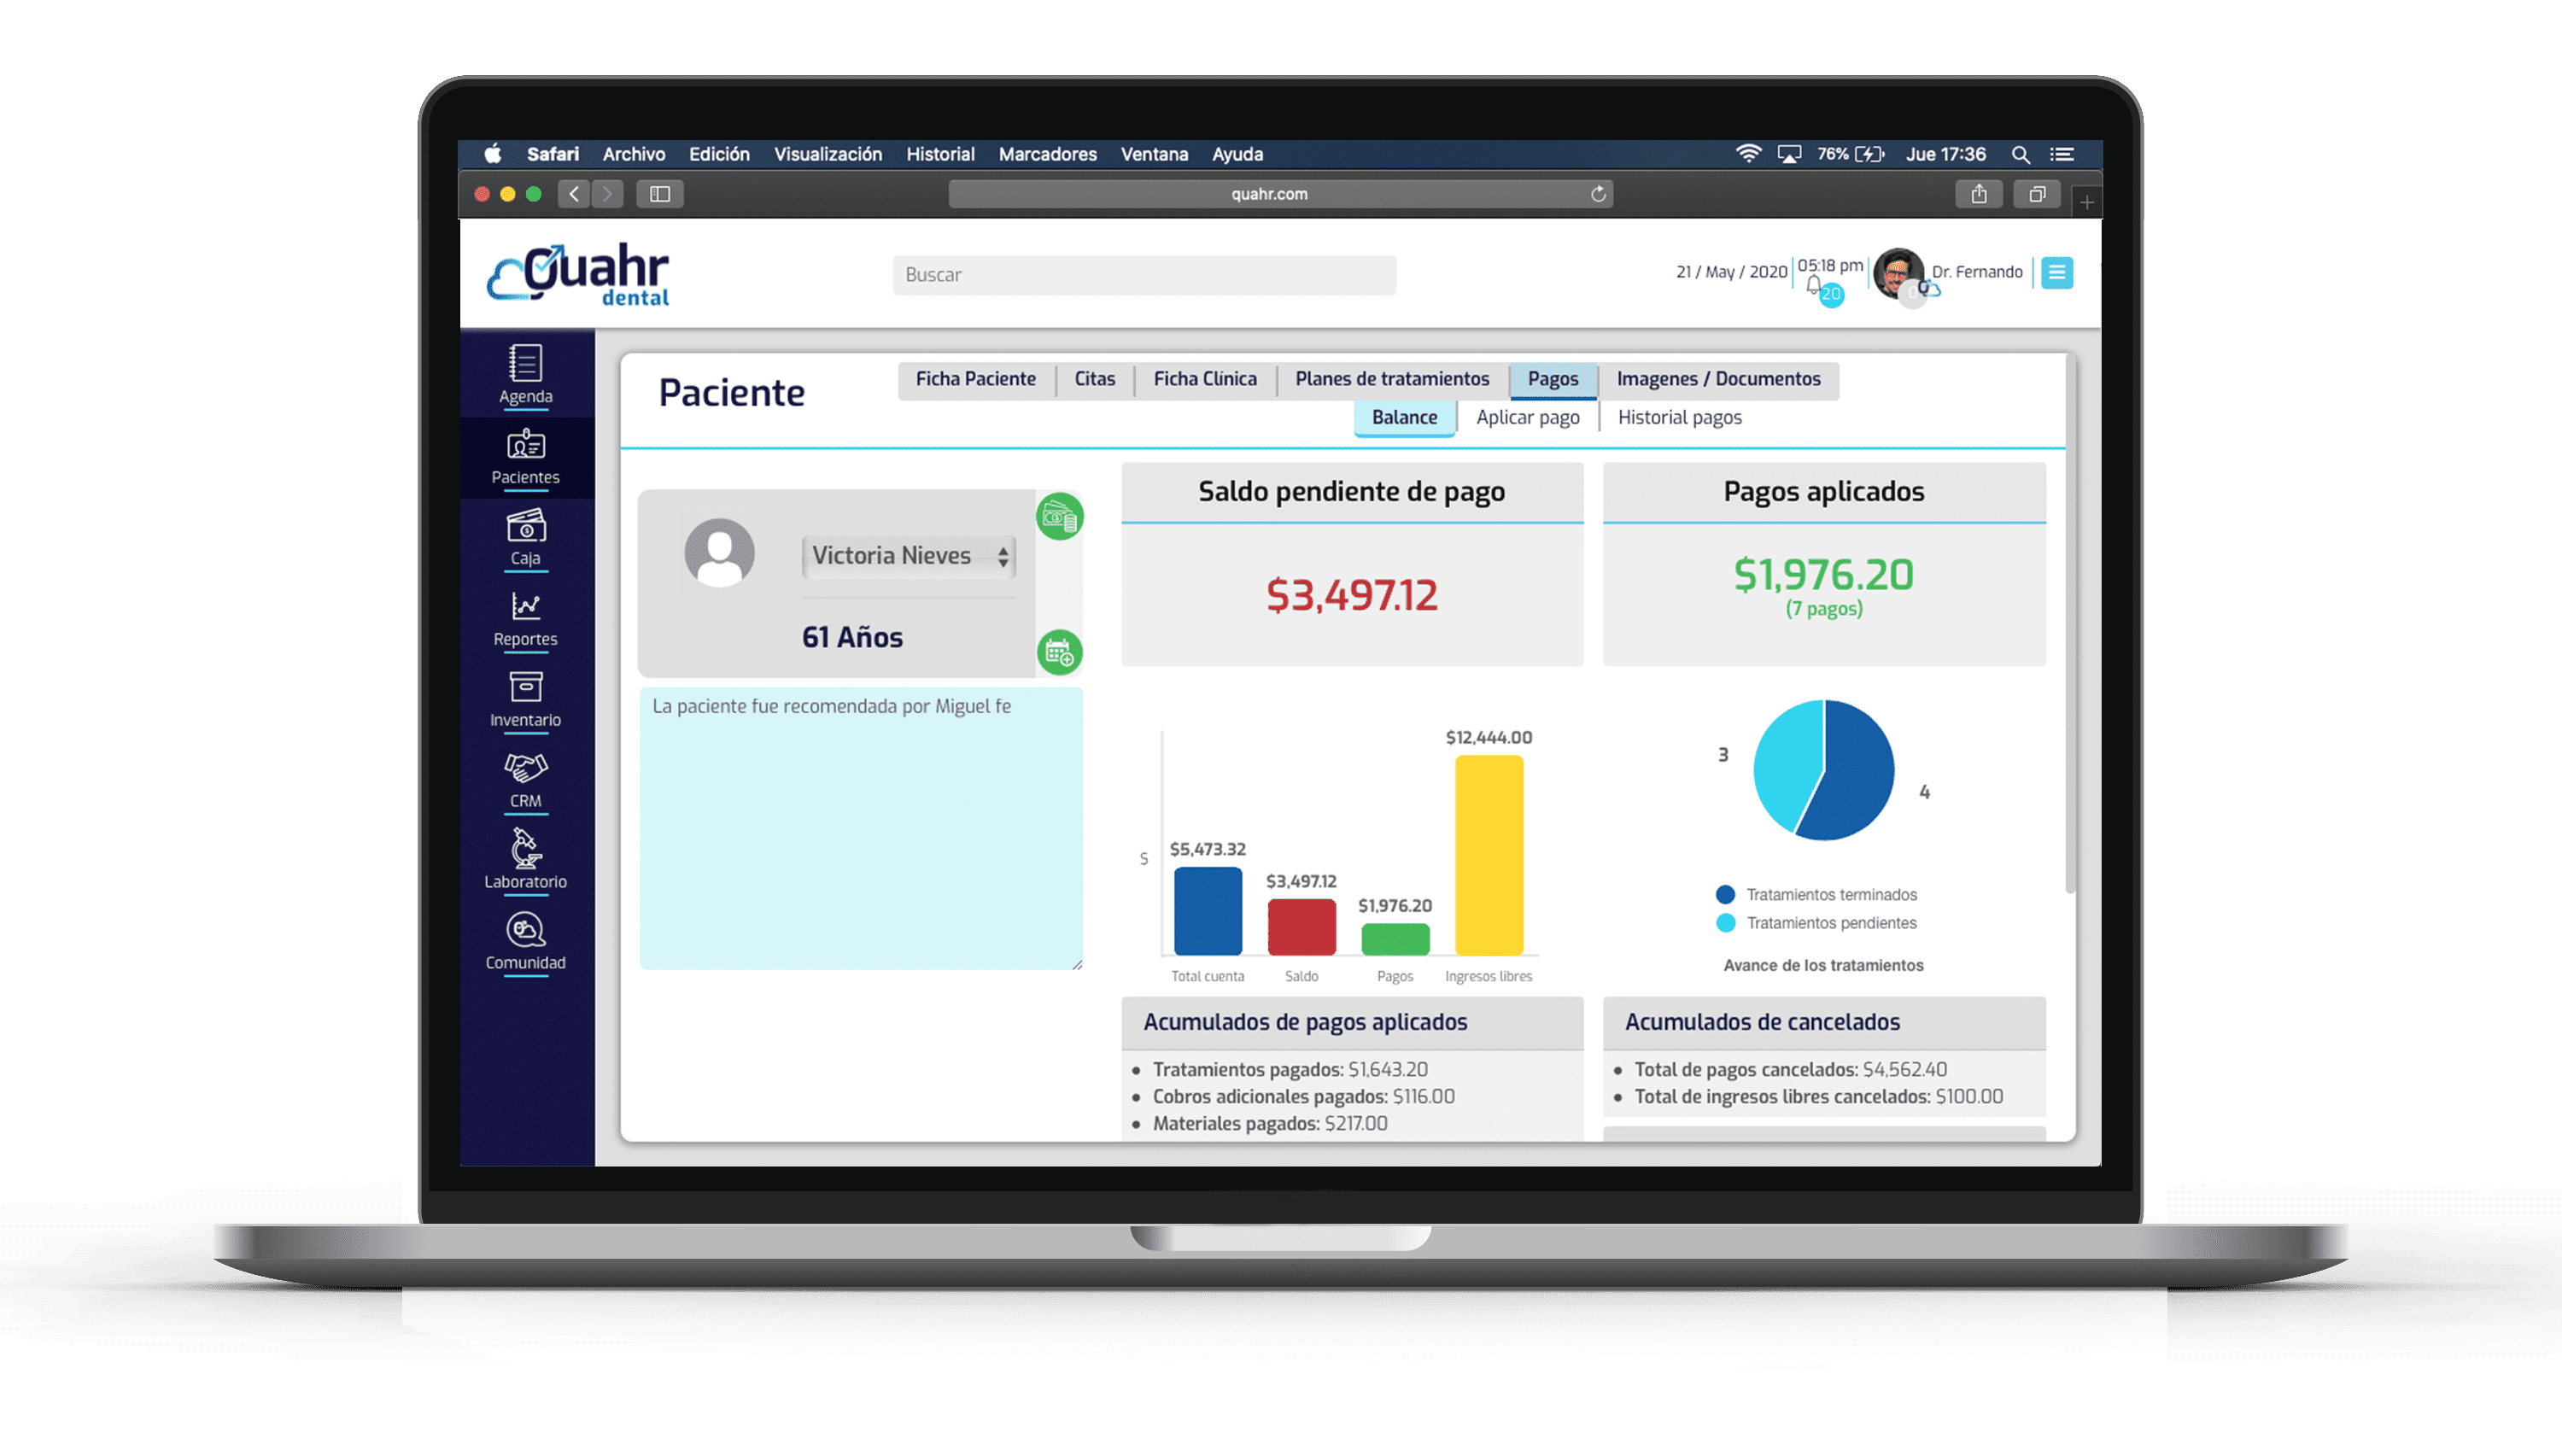 Safari Archivo Edición Visualización Historial Marcadores Ventana Ayuda 76% Jue 17:36
quahr.com
Quahr
dental
Buscar
21 / May / 2020 05:18 pm Dr. Fernando
20
Agenda
Pacientes
Caja
Reportes
Inventario
CRM
Laboratorio
Comunidad
Paciente
Ficha Paciente Citas Ficha Clínica Planes de tratamientos Pagos Imagenes / Documentos
Balance Aplicar pago Historial pagos
Victoria Nieves
61 Años
La paciente fue recomendada por Miguel fe
Saldo pendiente de pago
$3,497.12
Pagos aplicados
$1,976.20
(7 pagos)
$
$5,473.32
$3,497.12
$1,976.20
$12,444.00
Total cuenta Saldo Pagos Ingresos libres
3
4
Tratamientos terminados
Tratamientos pendientes
Avance de los tratamientos
Acumulados de pagos aplicados
• Tratamientos pagados: $1,643.20
• Cobros adicionales pagados: $116.00
• Materiales pagados: $217.00
Acumulados de cancelados
• Total de pagos cancelados: $4,562.40
• Total de ingresos libres cancelados: $100.00